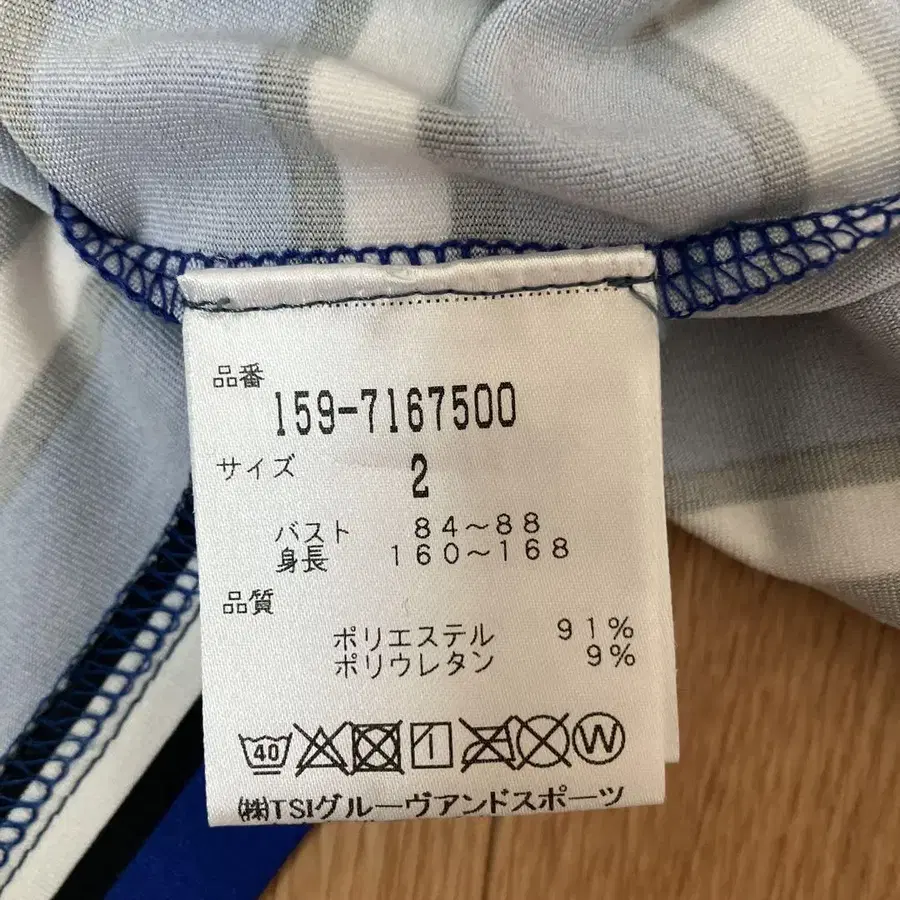 品番
159-7167500
サイズ
2
バスト 84～88
身長 160～168
品質
ポリエステル 91%
ポリウレタン 9%
40 W
㈱TSIグルーヴアンドスポーツ